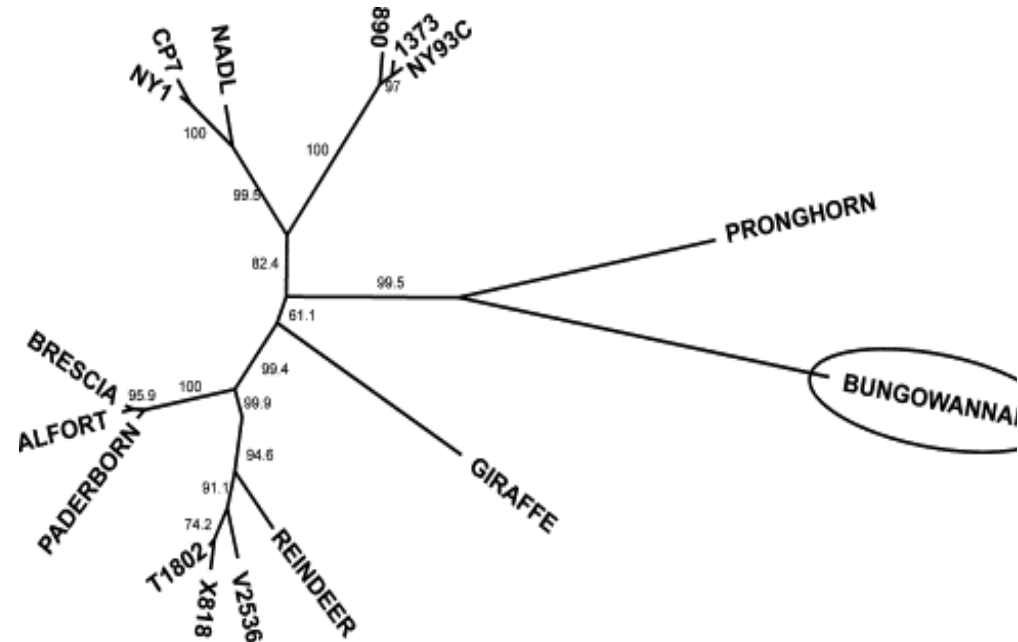 890
1373
NY93C
97
CP7
NADL
NY1
100
100
99.5
PRONGHORN
82.4
99.5
61.1
BRESCIA
99.4
BUNGOWANNAH
95.9
100
99.9
ALFORT
PADERBORN
94.6
GIRAFFE
91.1
74.2
REINDEER
T1802
X818
V2536